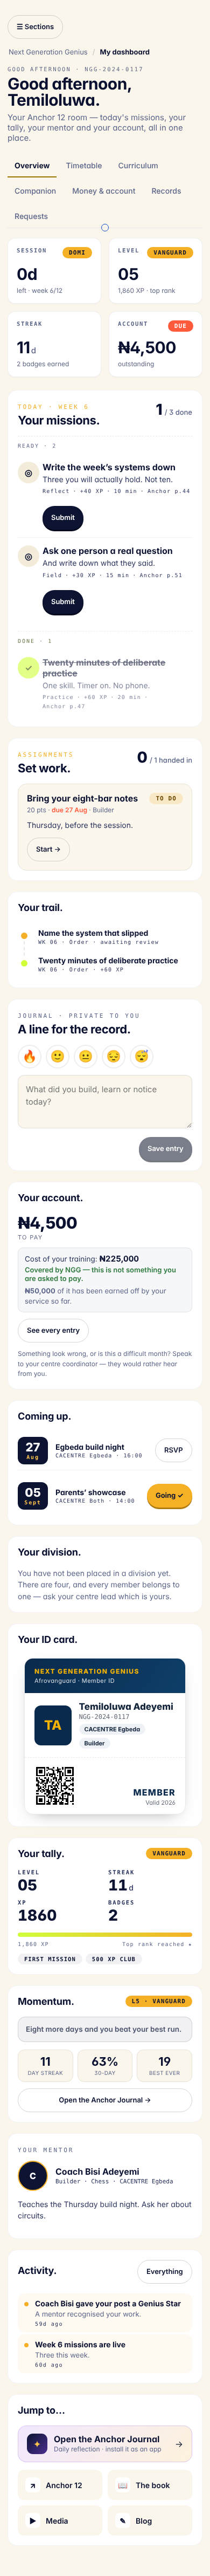 ☰ Sections
Next Generation Genius / My dashboard
GOOD AFTERNOON · NGG-2024-0117
Good afternoon,
Temiloluwa.
Your Anchor 12 room — today's missions, your
tally, your mentor and your account, all in one
place.
Overview Timetable Curriculum
Companion Money & account Records
Requests
SESSION DOMI
0d
left · week 6/12
LEVEL VANGUARD
05
1,860 XP · top rank
STREAK
11d
2 badges earned
ACCOUNT DUE
₦4,500
outstanding
TODAY · WEEK 6
Your missions.
1 / 3 done
READY · 2
Write the week's systems down
Three you will actually hold. Not ten.
Reflect · +40 XP · 10 min · Anchor p.44
Submit
Ask one person a real question
And write down what they said.
Field · +30 XP · 15 min · Anchor p.51
Submit
DONE · 1
Twenty minutes of deliberate
practice
One skill. Timer on. No phone.
Practice · +60 XP · 20 min ·
Anchor p.47
ASSIGNMENTS
Set work.
0 / 1 handed in
Bring your eight-bar notes TO DO
20 pts · due 27 Aug · Builder
Thursday, before the session.
Start →
Your trail.
Name the system that slipped
WK 06 · Order · awaiting review
Twenty minutes of deliberate practice
WK 06 · Order · +60 XP
JOURNAL · PRIVATE TO YOU
A line for the record.
What did you build, learn or notice
today?
Save entry
Your account.
₦4,500
TO PAY
Cost of your training: ₦225,000
Covered by NGG — this is not something you
are asked to pay.
₦50,000 of it has been earned off by your
service so far.
See every entry
Something look wrong, or is this a difficult month? Speak
to your centre coordinator — they would rather hear
from you.
Coming up.
27
Aug
Egbeda build night
CACENTRE Egbeda · 16:00
RSVP
05
Sept
Parents' showcase
CACENTRE Both · 14:00
Going ✓
Your division.
You have not been placed in a division yet.
There are four, and every member belongs to
one — ask your centre lead which is yours.
Your ID card.
NEXT GENERATION GENIUS
Afrovanguard · Member ID
TA
Temiloluwa Adeyemi
NGG-2024-0117
CACENTRE Egbeda
Builder
MEMBER
Valid 2026
Your tally. VANGUARD
LEVEL
05
STREAK
11d
XP
1860
BADGES
2
1,860 XP Top rank reached ★
FIRST MISSION 500 XP CLUB
Momentum. L5 · VANGUARD
Eight more days and you beat your best run.
11
DAY STREAK
63%
30-DAY
19
BEST EVER
Open the Anchor Journal →
YOUR MENTOR
C
Coach Bisi Adeyemi
Builder · Chess · CACENTRE Egbeda
Teaches the Thursday build night. Ask her about
circuits.
Activity. Everything
Coach Bisi gave your post a Genius Star
A mentor recognised your work.
59d ago
Week 6 missions are live
Three this week.
60d ago
Jump to...
Open the Anchor Journal
Daily reflection · install it as an app
→
Anchor 12
The book
Media
Blog